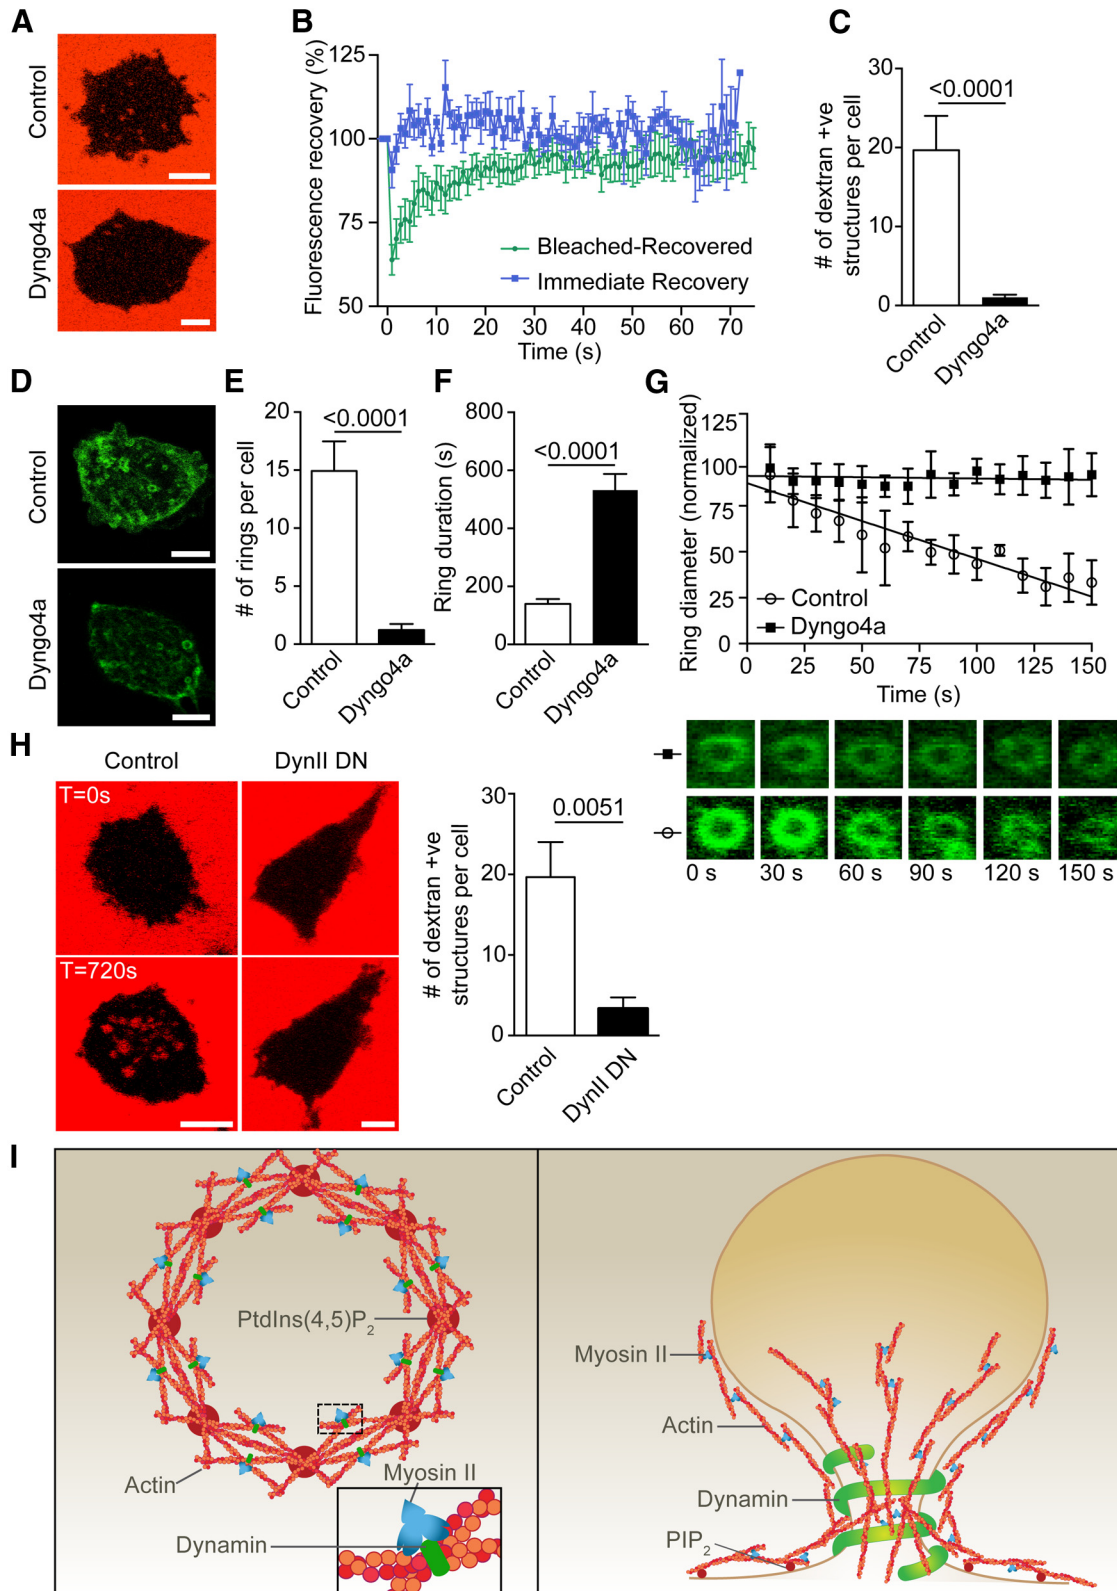 A
Control
Dyngo4a
B
Fluorescence recovery (%)
125
100
75
50
Bleached-Recovered
Immediate Recovery
0 10 20 30 40 50 60 70
Time (s)
C
# of dextran +ve
structures per cell
30
20
10
0
<0.0001
Control
Dyngo4a
D
Control
Dyngo4a
E
# of rings per cell
20
15
10
5
0
<0.0001
Control
Dyngo4a
F
Ring duration (s)
800
600
400
200
0
<0.0001
Control
Dyngo4a
G
Ring diameter (normalized)
125
100
75
50
25
0
Control
Dyngo4a
0 25 50 75 100 125 150
Time (s)
0 s 30 s 60 s 90 s 120 s 150 s
H
Control DynII DN
T=0s
T=720s
# of dextran +ve
structures per cell
30
20
10
0
0.0051
Control
DynII DN
I
PtdIns(4,5)P2
Actin
Myosin II
Dynamin
Myosin II
Actin
Dynamin
PIP2